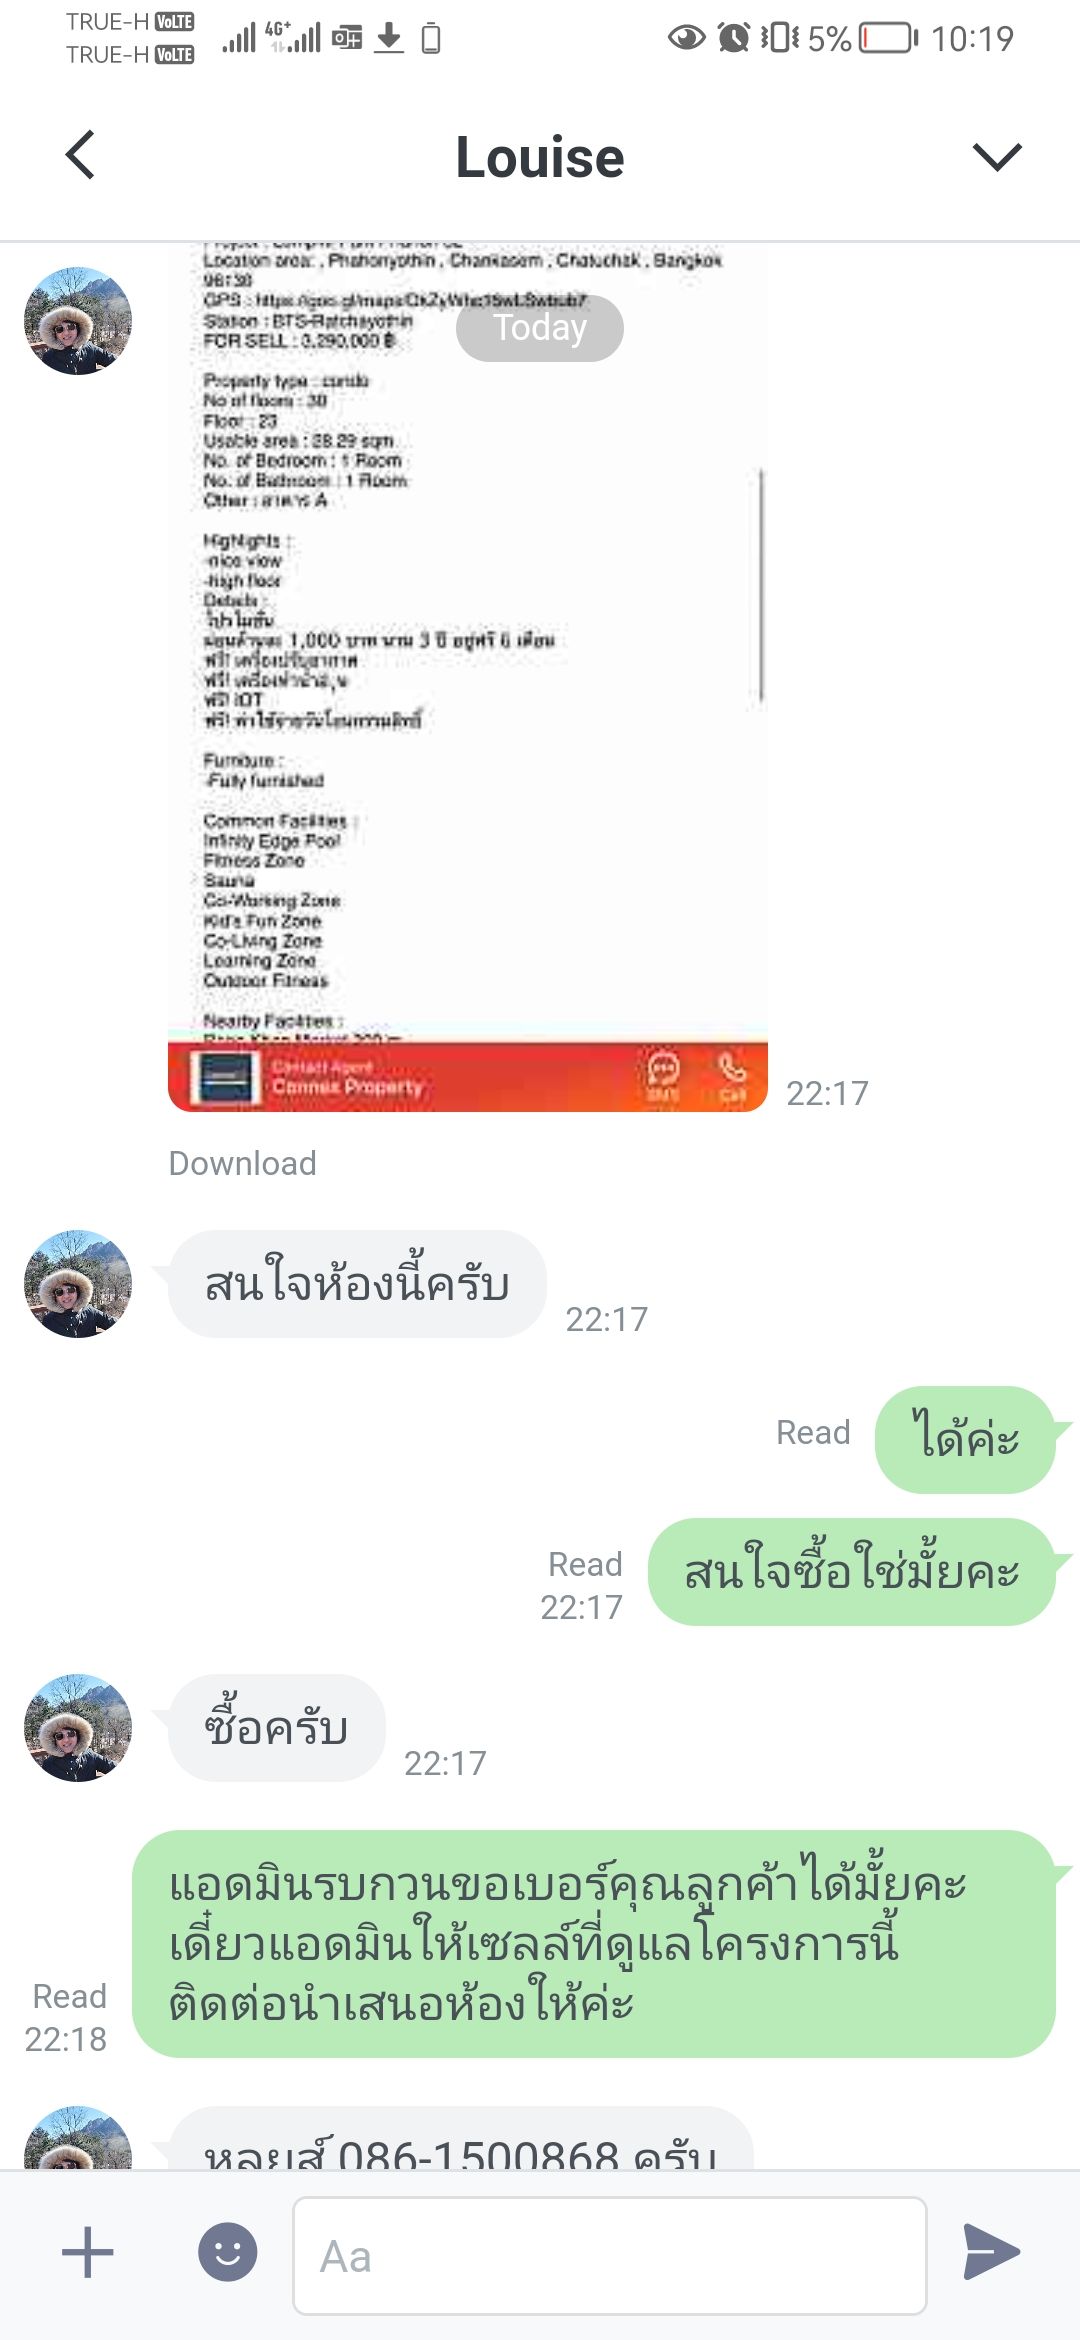 TRUE-H VoLTE
TRUE-H VoLTE
4G+
5%
10:19
Louise
Location area: , Phahonyothin , Chankasem , Chatuchak , Bangkok
Today
Station : BTS-Ratchayothin
FOR SELL : 3,290,000 ฿
Property type : condo
No of floors : 30
Floor : 23
Usable area : 28.29 sqm
No. of Bedroom : 1 Room
No. of Bathroom : 1 Room
Other : อาคาร A
Highlights :
-nice view
-high floor
Details :
โปรโมชั่น
ผ่อนล้านละ 1,000 บาท นาน 3 ปี อยู่ฟรี 6 เดือน
ฟรี! เครื่องปรับอากาศ
ฟรี! เครื่องทำน้ำอุ่น
ฟรี! IOT
ฟรี! ค่าใช้จ่ายวันโอนกรรมสิทธิ์
Furniture :
-Fully furnished
Common Facilities :
Infinity Edge Pool
Fitness Zone
Sauna
Co-Working Zone
Kid's Fun Zone
Co-Living Zone
Learning Zone
Outdoor Fitness
Nearby Facilities :
Contact Agent
Connex Property
SMS
Call
22:17
Download
สนใจห้องนี้ครับ
22:17
Read
ได้ค่ะ
สนใจซื้อใช่มั้ยคะ
Read
22:17
ซื้อครับ
22:17
แอดมินรบกวนขอเบอร์คุณลูกค้าได้มั้ยคะ
เดี๋ยวแอดมินให้เซลล์ที่ดูแลโครงการนี้
ติดต่อนำเสนอห้องให้ค่ะ
Read
22:18
หลุยส์ 086-1500868 ครับ
Aa